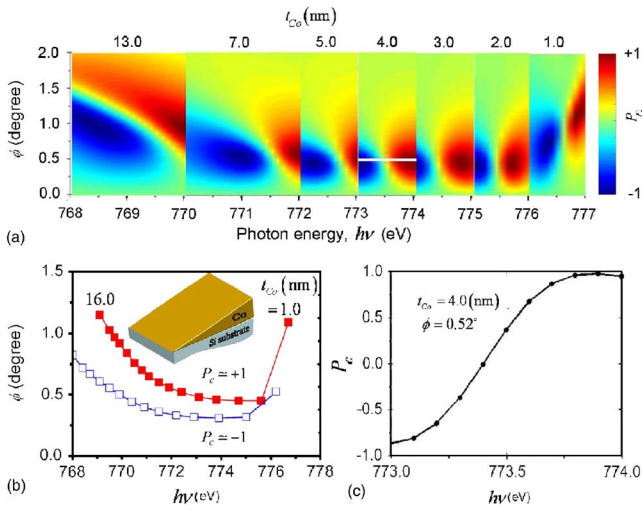 t_Co (nm)
13.0 7.0 5.0 4.0 3.0 2.0 1.0
2.0
1.5
1.0
0.5
0.0
ϕ (degree)
768 769 770 771 772 773 774 775 776 777
Photon energy, hν (eV)
+1
-1
P_c
(a)
1.5
1.0
0.5
0.0
ϕ (degree)
16.0
t_Co (nm)
= 1.0
Co
Si substrate
P_c ≃ +1
P_c ≃ −1
768 770 772 774 776 778
hν (eV)
(b)
1.0
0.5
0.0
-0.5
-1.0
P_c
t_Co = 4.0 (nm)
ϕ = 0.52°
773.0 773.5 774.0
hν (eV)
(c)